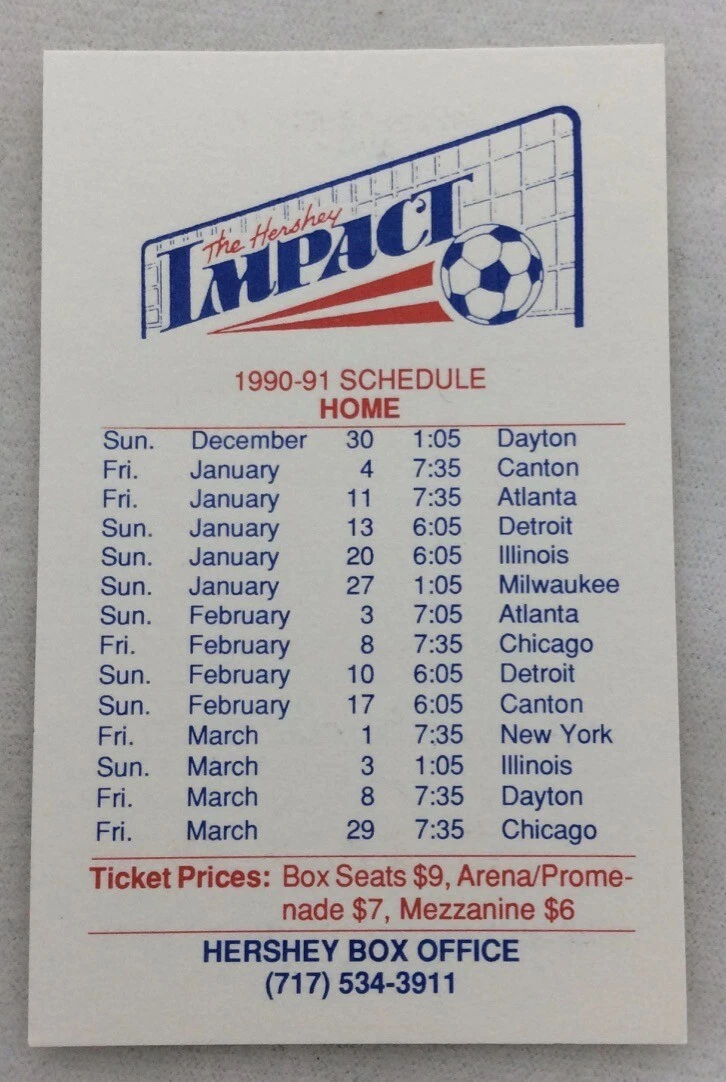 The Hershey
IMPACT
1990-91 SCHEDULE
HOME
Sun. December 30 1:05 Dayton
Fri. January 4 7:35 Canton
Fri. January 11 7:35 Atlanta
Sun. January 13 6:05 Detroit
Sun. January 20 6:05 Illinois
Sun. January 27 1:05 Milwaukee
Sun. February 3 7:05 Atlanta
Fri. February 8 7:35 Chicago
Sun. February 10 6:05 Detroit
Sun. February 17 6:05 Canton
Fri. March 1 7:35 New York
Sun. March 3 1:05 Illinois
Fri. March 8 7:35 Dayton
Fri. March 29 7:35 Chicago
Ticket Prices: Box Seats $9, Arena/Prome-
nade $7, Mezzanine $6
HERSHEY BOX OFFICE
(717) 534-3911